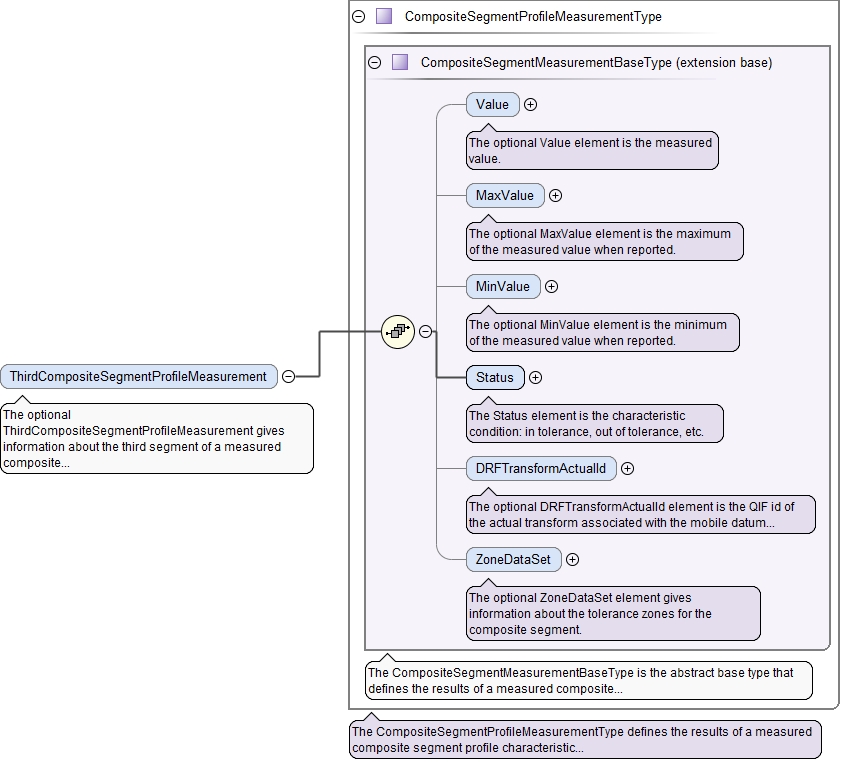 CompositeSegmentProfileMeasurementType
CompositeSegmentMeasurementBaseType (extension base)
Value
The optional Value element is the measured
value.
MaxValue
The optional MaxValue element is the maximum
of the measured value when reported.
MinValue
The optional MinValue element is the minimum
of the measured value when reported.
ThirdCompositeSegmentProfileMeasurement
The optional
ThirdCompositeSegmentProfileMeasurement gives
information about the third segment of a measured
composite...
Status
The Status element is the characteristic
condition: in tolerance, out of tolerance, etc.
DRFTransformActualId
The optional DRFTransformActualId element is the QIF id of
the actual transform associated with the mobile datum...
ZoneDataSet
The optional ZoneDataSet element gives
information about the tolerance zones for the
composite segment.
The CompositeSegmentMeasurementBaseType is the abstract base type that
defines the results of a measured composite...
The CompositeSegmentProfileMeasurementType defines the results of a measured
composite segment profile characteristic...